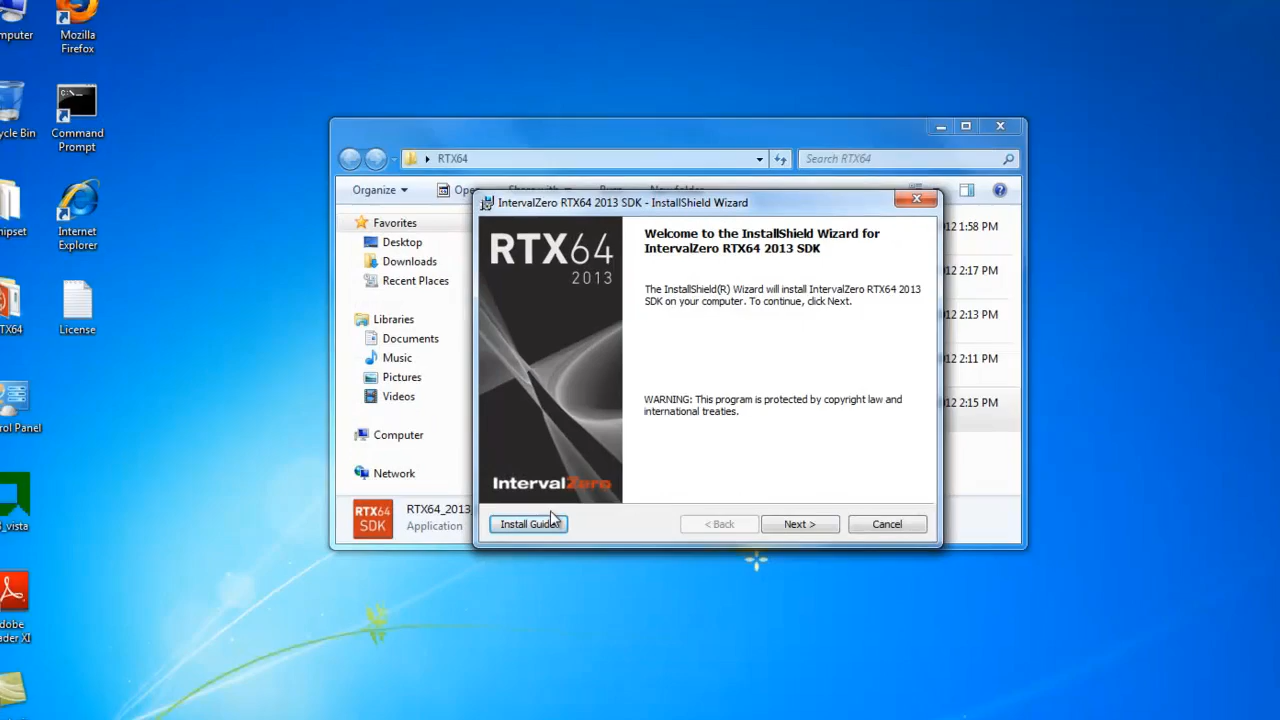 omputer
Mozilla
Firefox
cycle Bin
Command
Prompt
hipset
Internet
Explorer
TX64
License
trol Panel
_vista
dobe
ader XI
RTX64
Search RTX64
Organize
Favorites
Desktop
Downloads
Recent Places
Libraries
Documents
Music
Pictures
Videos
Computer
Network
012 1:58 PM
012 2:17 PM
012 2:13 PM
012 2:11 PM
012 2:15 PM
RTX64
SDK
RTX64_2013
Application
IntervalZero RTX64 2013 SDK - InstallShield Wizard
RTX64
2013
IntervalZero
Welcome to the InstallShield Wizard for
IntervalZero RTX64 2013 SDK
The InstallShield(R) Wizard will install IntervalZero RTX64 2013
SDK on your computer. To continue, click Next.
WARNING: This program is protected by copyright law and
international treaties.
Install Guide
< Back
Next >
Cancel